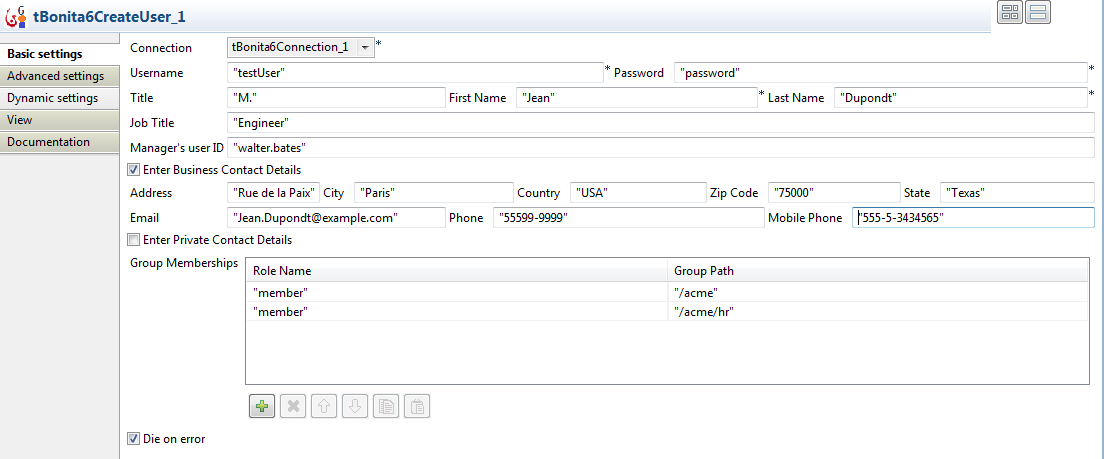 tBonita6CreateUser_1
Basic settings
Advanced settings
Dynamic settings
View
Documentation
Connection tBonita6Connection_1 *
Username "testUser" * Password "password" *
Title "M." First Name "Jean" * Last Name "Dupondt" *
Job Title "Engineer"
Manager's user ID "walter.bates"
Enter Business Contact Details
Address "Rue de la Paix" City "Paris" Country "USA" Zip Code "75000" State "Texas"
Email "Jean.Dupondt@example.com" Phone "55599-9999" Mobile Phone "555-5-3434565"
Enter Private Contact Details
Group Memberships
Role Name Group Path
"member" "/acme"
"member" "/acme/hr"
Die on error